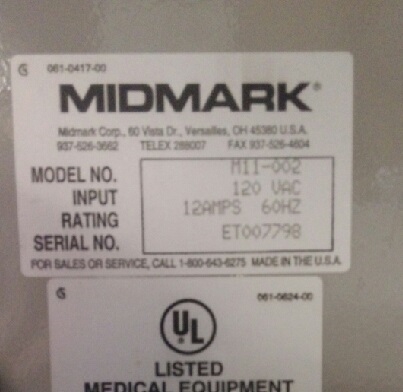 G 061-0417-00
MIDMARK®
Midmark Corp., 60 Vista Dr., Versailles, OH 45380 U.S.A.
937-526-3662 TELEX 288007 FAX 937-526-4604
MODEL NO. M11-002
INPUT 120 VAC
RATING 12AMPS 60HZ
SERIAL NO. ET007798
FOR SALES OR SERVICE, CALL 1-800-643-6275 MADE IN THE U.S.A.
G 061-0624-00
UL
LISTED
MEDICAL EQUIPMENT